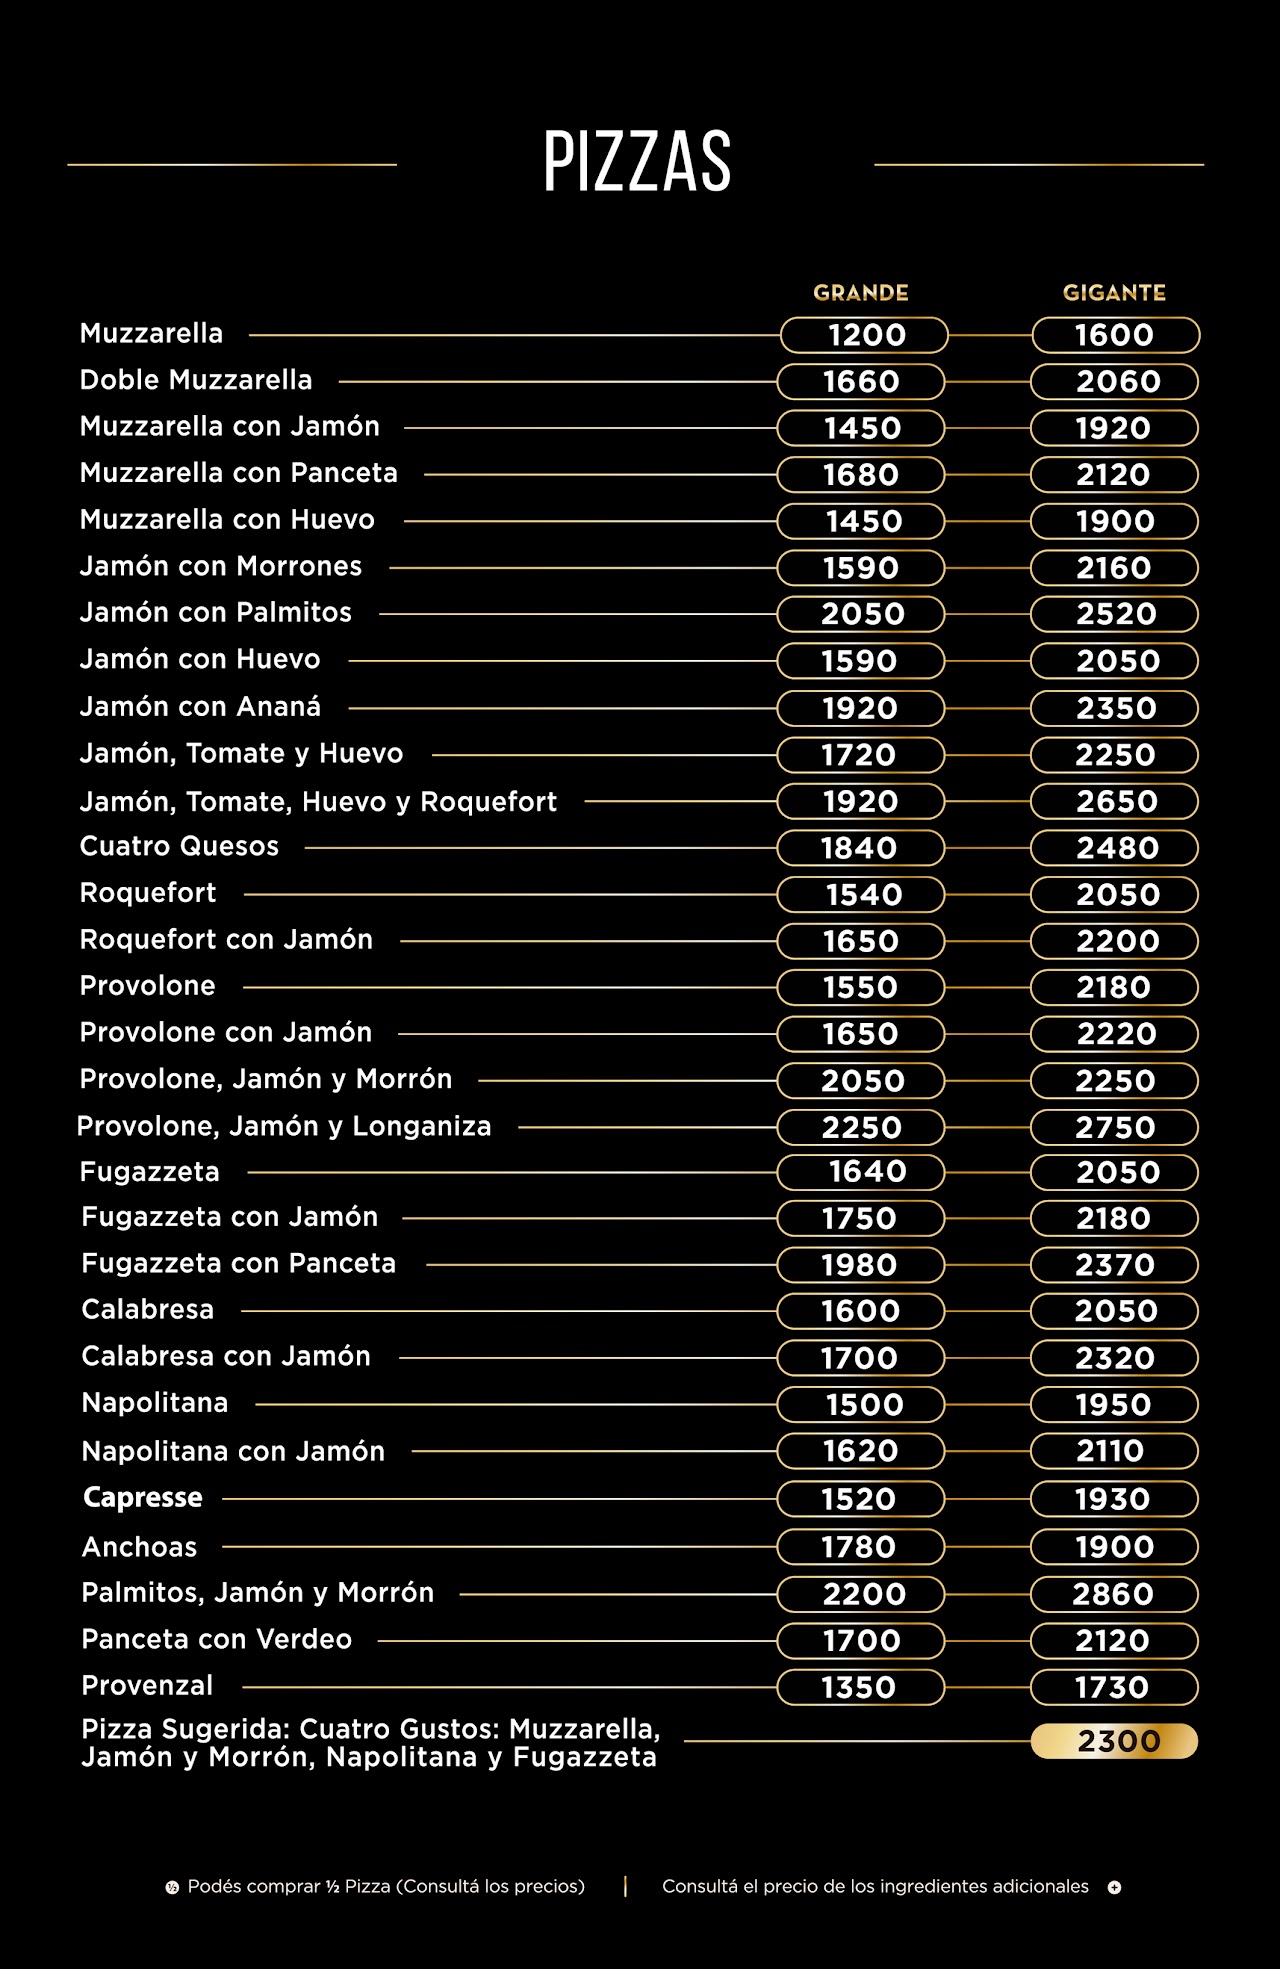 PIZZAS
GRANDE GIGANTE
Muzzarella 1200 1600
Doble Muzzarella 1660 2060
Muzzarella con Jamón 1450 1920
Muzzarella con Panceta 1680 2120
Muzzarella con Huevo 1450 1900
Jamón con Morrones 1590 2160
Jamón con Palmitos 2050 2520
Jamón con Huevo 1590 2050
Jamón con Ananá 1920 2350
Jamón, Tomate y Huevo 1720 2250
Jamón, Tomate, Huevo y Roquefort 1920 2650
Cuatro Quesos 1840 2480
Roquefort 1540 2050
Roquefort con Jamón 1650 2200
Provolone 1550 2180
Provolone con Jamón 1650 2220
Provolone, Jamón y Morrón 2050 2250
Provolone, Jamón y Longaniza 2250 2750
Fugazzeta 1640 2050
Fugazzeta con Jamón 1750 2180
Fugazzeta con Panceta 1980 2370
Calabresa 1600 2050
Calabresa con Jamón 1700 2320
Napolitana 1500 1950
Napolitana con Jamón 1620 2110
Capresse 1520 1930
Anchoas 1780 1900
Palmitos, Jamón y Morrón 2200 2860
Panceta con Verdeo 1700 2120
Provenzal 1350 1730
Pizza Sugerida: Cuatro Gustos: Muzzarella,
Jamón y Morrón, Napolitana y Fugazzeta 2300
½ Podés comprar ½ Pizza (Consultá los precios) | Consultá el precio de los ingredientes adicionales +